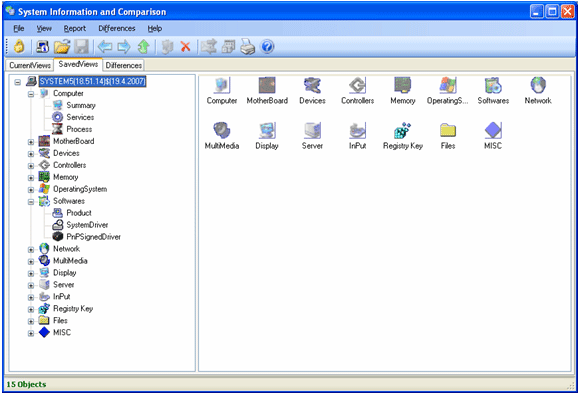 System Information and Comparison
File View Report Differences Help
CurrentViews SavedViews Differences
SYSTEM5(18.51.14)$(19.4.2007)
Computer
Summary
Services
Process
MotherBoard
Devices
Controllers
Memory
OperatingSystem
Softwares
Product
SystemDriver
PnPSignedDriver
Network
MultiMedia
Display
Server
InPut
Registry Key
Files
MISC
Computer MotherBoard Devices Controllers Memory OperatingS... Softwares Network
MultiMedia Display Server InPut Registry Key Files MISC
15 Objects